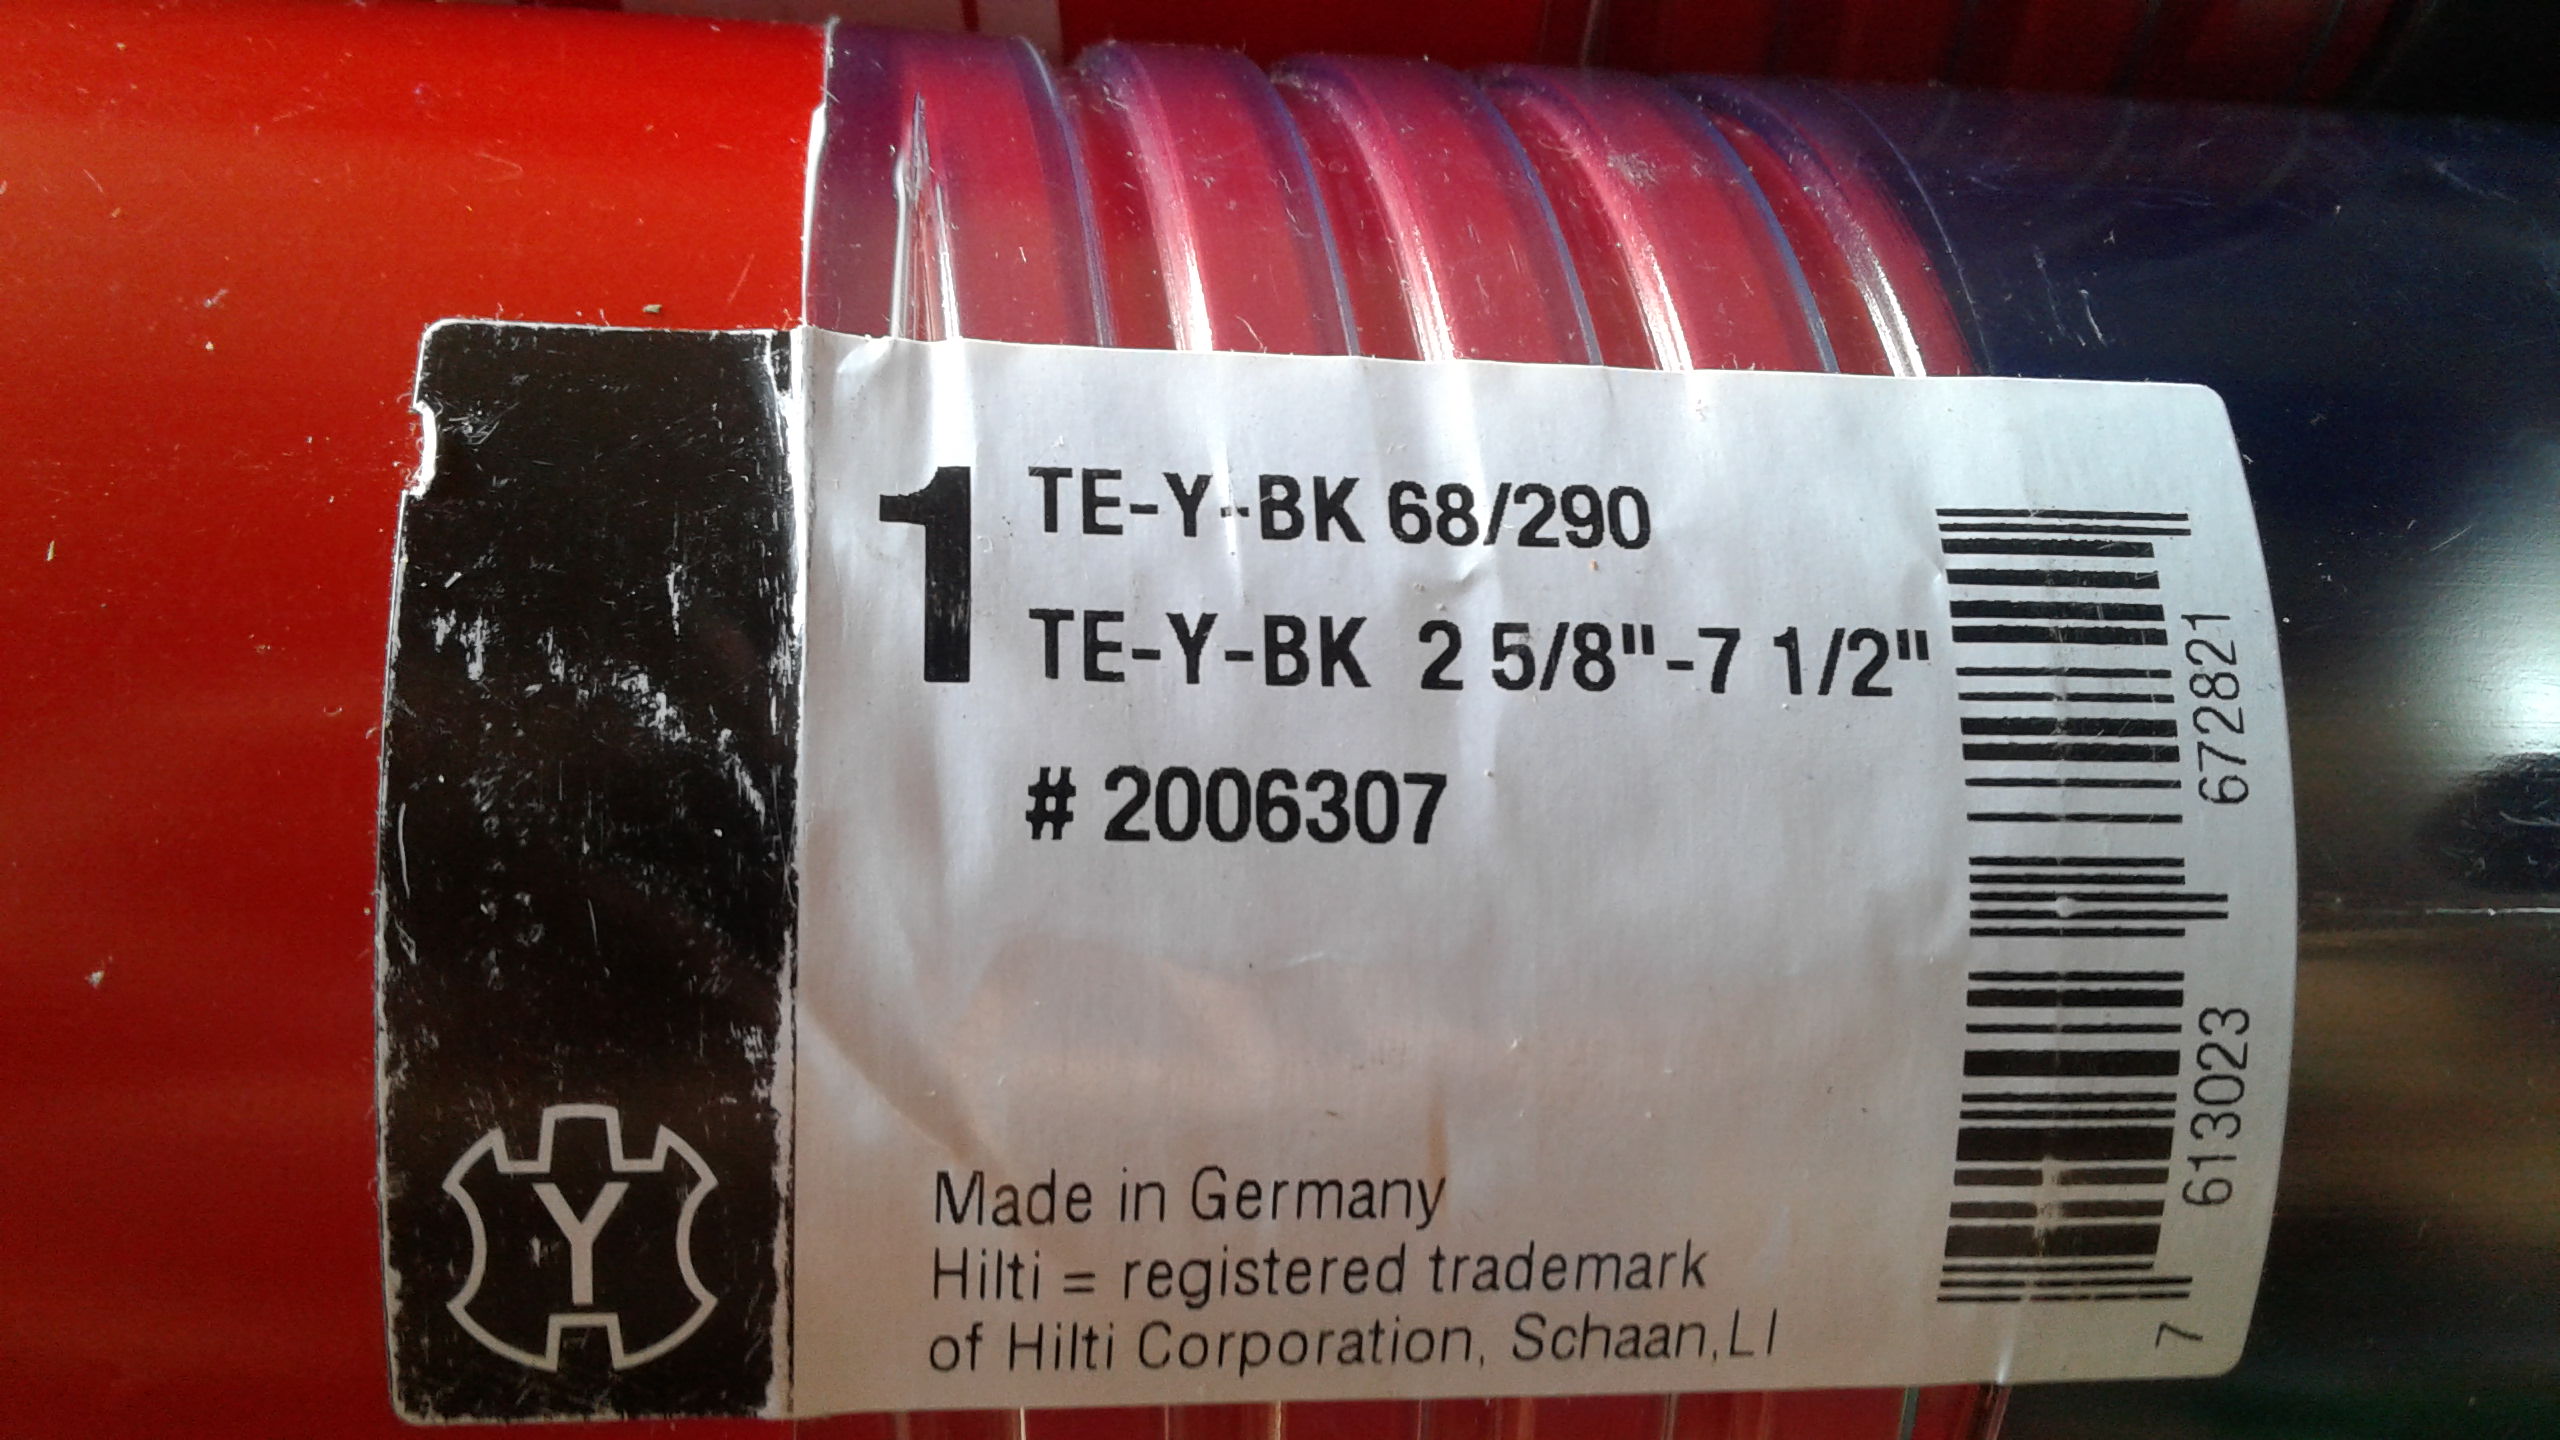 1
TE-Y-BK 68/290
TE-Y-BK 2 5/8"-7 1/2"
# 2006307
Made in Germany
Hilti = registered trademark
of Hilti Corporation, Schaan,LI
Y
7 613023 672821